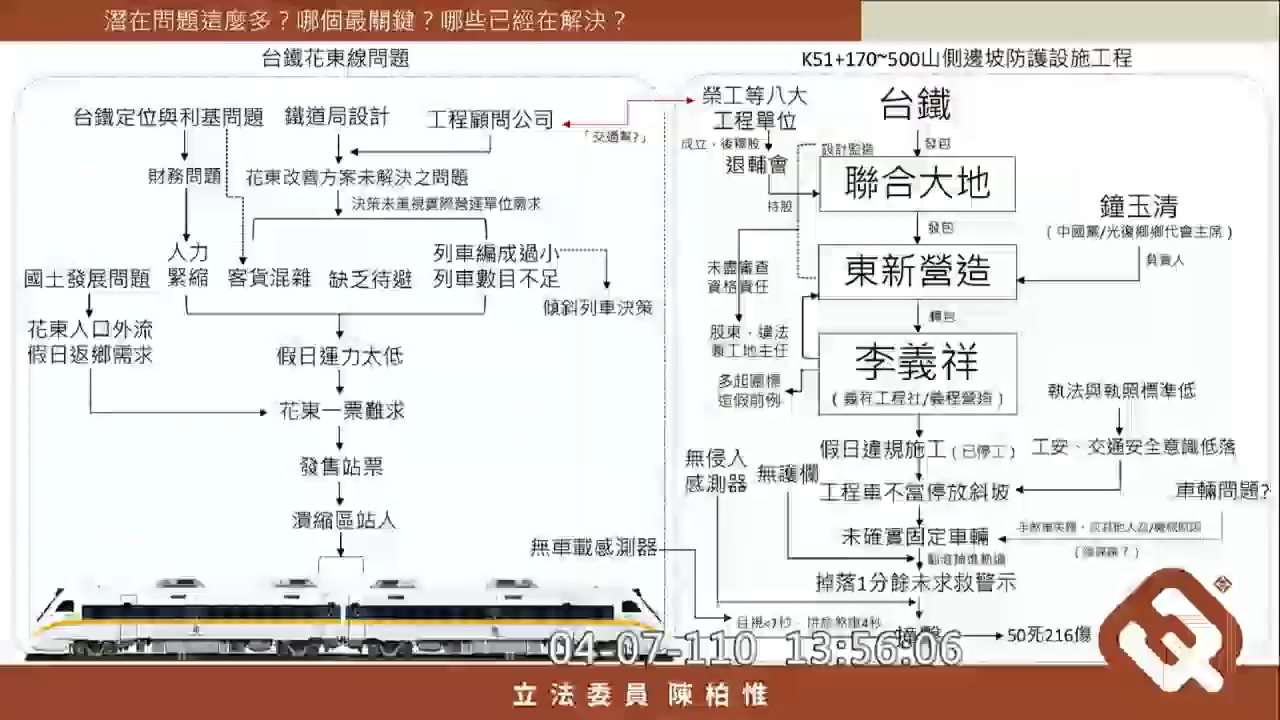 潛在問題這麼多？哪個最關鍵？哪些已經在解決？
台鐵花東線問題
台鐵定位與利基問題
鐵道局設計
工程顧問公司
「交通幫?」
財務問題
花東改善方案未解決之問題
決策未重視實際營運單位需求
人力
緊縮
客貨混雜
缺乏待避
列車編成過小
列車數目不足
傾斜列車決策
國土發展問題
花東人口外流
假日返鄉需求
假日運力太低
花東一票難求
發售站票
潰縮區站人
無車載感測器
K51+170~500山側邊坡防護設施工程
榮工等八大
工程單位
成立，後釋股
退輔會
持股
台鐵
發包
設計監造
聯合大地
發包
東新營造
鐘玉清
(中國黨/光復鄉鄉代會主席)
負責人
未盡審查
資格責任
轉包
股東，違法
兼工地主任
李義祥
(義祥工程社/義程營造)
多起圍標
造假前例
執法與執照標準低
假日違規施工(已停工)
工安、交通安全意識低落
無侵入
感測器
無護欄
工程車不當停放斜坡
車輛問題?
未確實固定車輛
掉落1分餘未求救警示
50死216傷
04-07-110 13:56:06
立法委員 陳柏惟